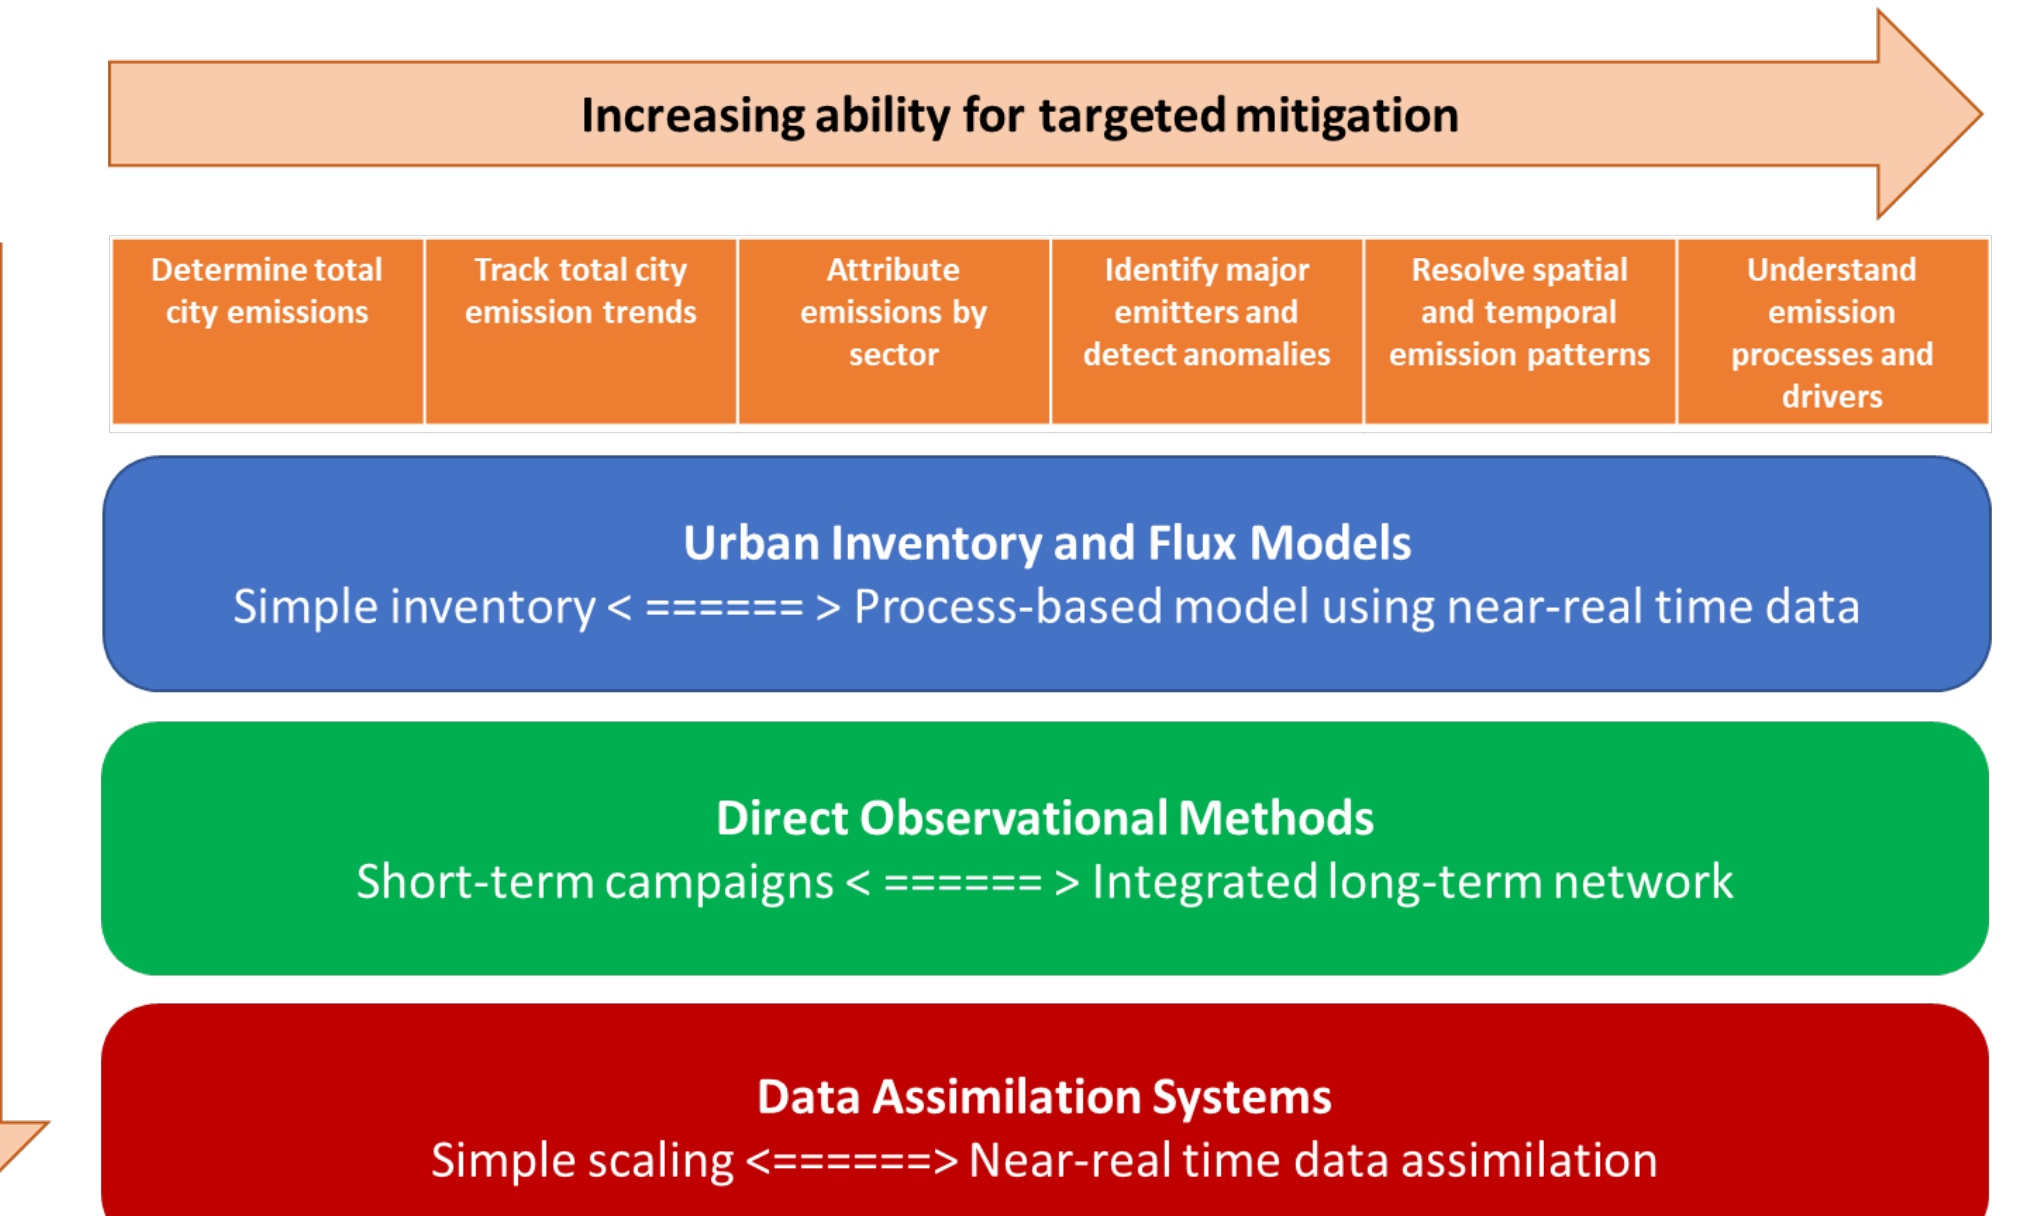 Increasing ability for targeted mitigation
Determine total
city emissions
Track total city
emission trends
Attribute
emissions by
sector
Identify major
emitters and
detect anomalies
Resolve spatial
and temporal
emission patterns
Understand
emission
processes and
drivers
Urban Inventory and Flux Models
Simple inventory < ====== > Process-based model using near-real time data
Direct Observational Methods
Short-term campaigns < ====== > Integrated long-term network
Data Assimilation Systems
Simple scaling <======> Near-real time data assimilation